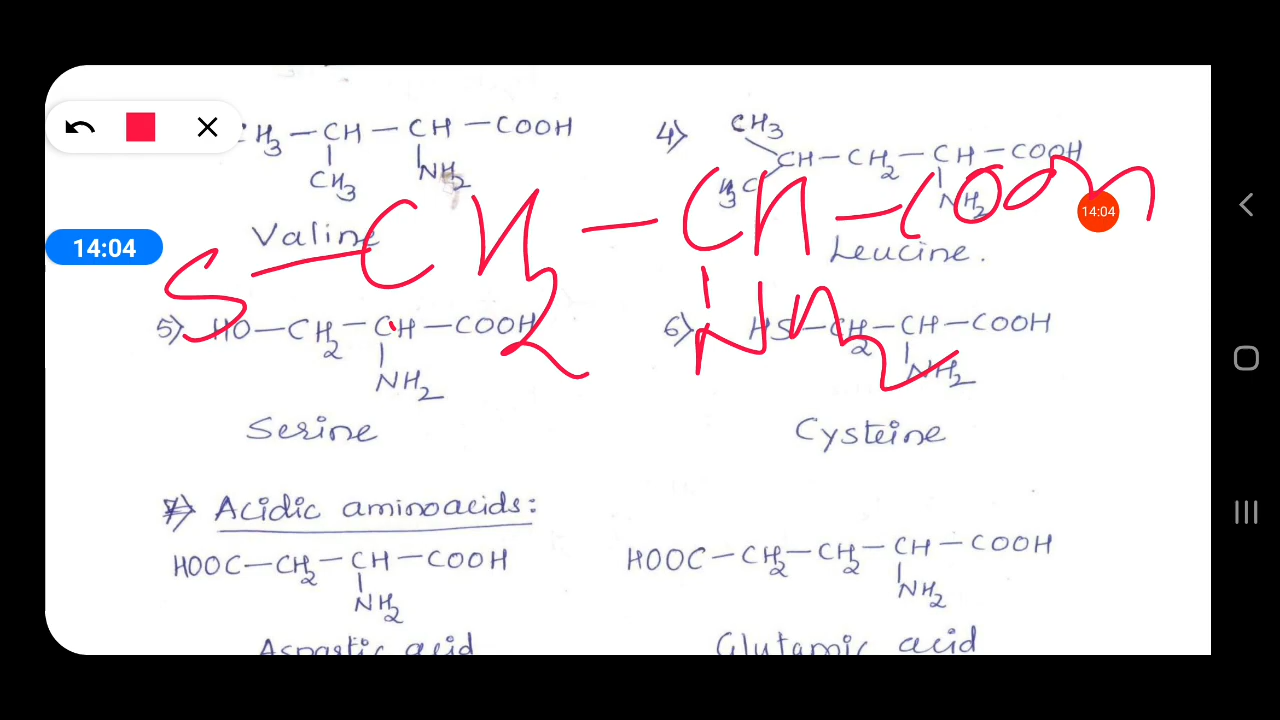 CH3 — CH — CH — COOH
CH3 NH2
Valine
4) CH3
CH — CH2 — CH — COOH
H3C NH2
Leucine.
14:04
14:04
S — CH2 — CH — COOH
NH2
5) HO — CH2 — CH — COOH
NH2
Serine
6) HS — CH2 — CH — COOH
NH2
Cysteine
7) Acidic aminoacids:
HOOC — CH2 — CH — COOH
NH2
Aspartic acid
HOOC — CH2 — CH2 — CH — COOH
NH2
Glutamic acid